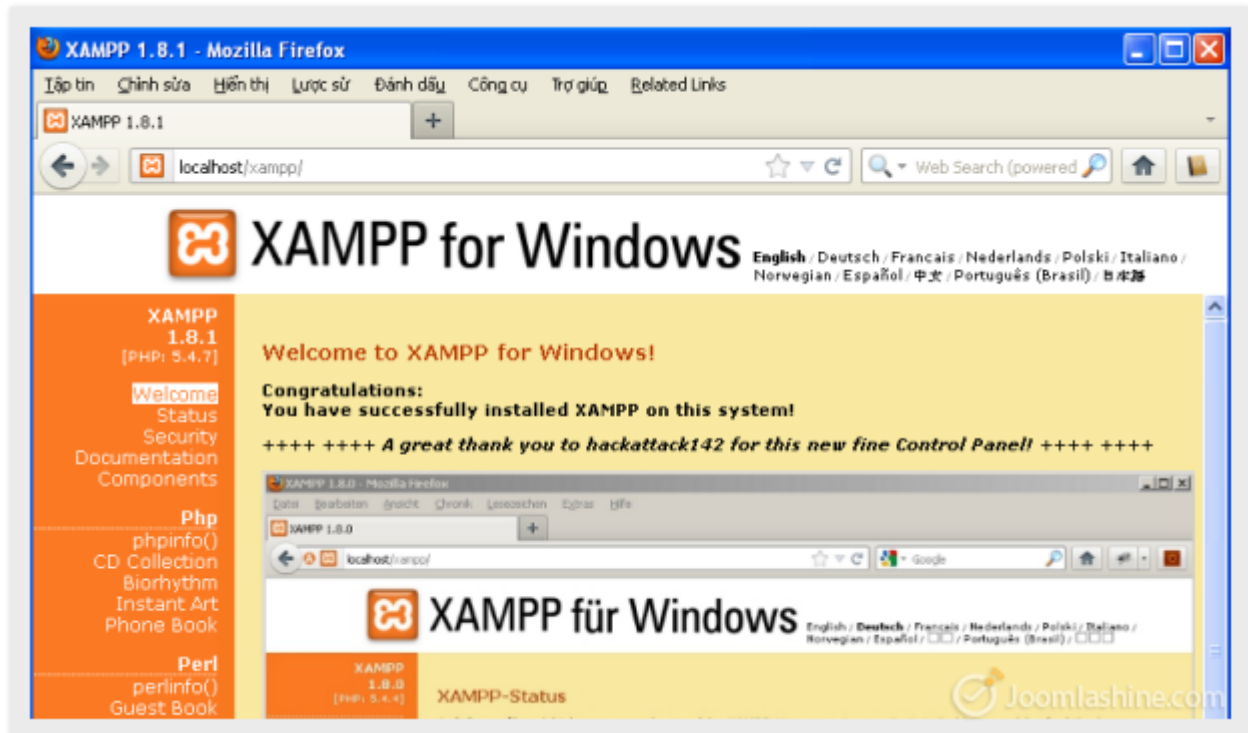 XAMPP 1.8.1 - Mozilla Firefox
Tập tin Chỉnh sửa Hiển thị Lược sử Đánh dấu Công cụ Trợ giúp Related Links
XAMPP 1.8.1
localhost/xampp/
Web Search (powered
XAMPP for Windows
English / Deutsch / Francais / Nederlands / Polski / Italiano /
Norwegian / Español / 中文 / Português (Brasil) / 日本語
XAMPP
1.8.1
[PHP: 5.4.7]
Welcome
Status
Security
Documentation
Components
Php
phpinfo()
CD Collection
Biorhythm
Instant Art
Phone Book
Perl
perlinfo()
Guest Book
Welcome to XAMPP for Windows!
Congratulations:
You have successfully installed XAMPP on this system!
++++ ++++ A great thank you to hackattack142 for this new fine Control Panel! ++++ ++++
XAMPP 1.8.0 - Mozilla Firefox
Datei Bearbeiten Ansicht Chronik Lesezeichen Extras Hilfe
XAMPP 1.8.0
localhost/xampp/
Google
XAMPP für Windows
English / Deutsch / Francais / Nederlands / Polski / Italiano /
Norwegian / Español / □□ / Português (Brasil) / □□□
XAMPP
1.8.0
[PHP: 5.4.4]
XAMPP-Status
Joomlashine.com